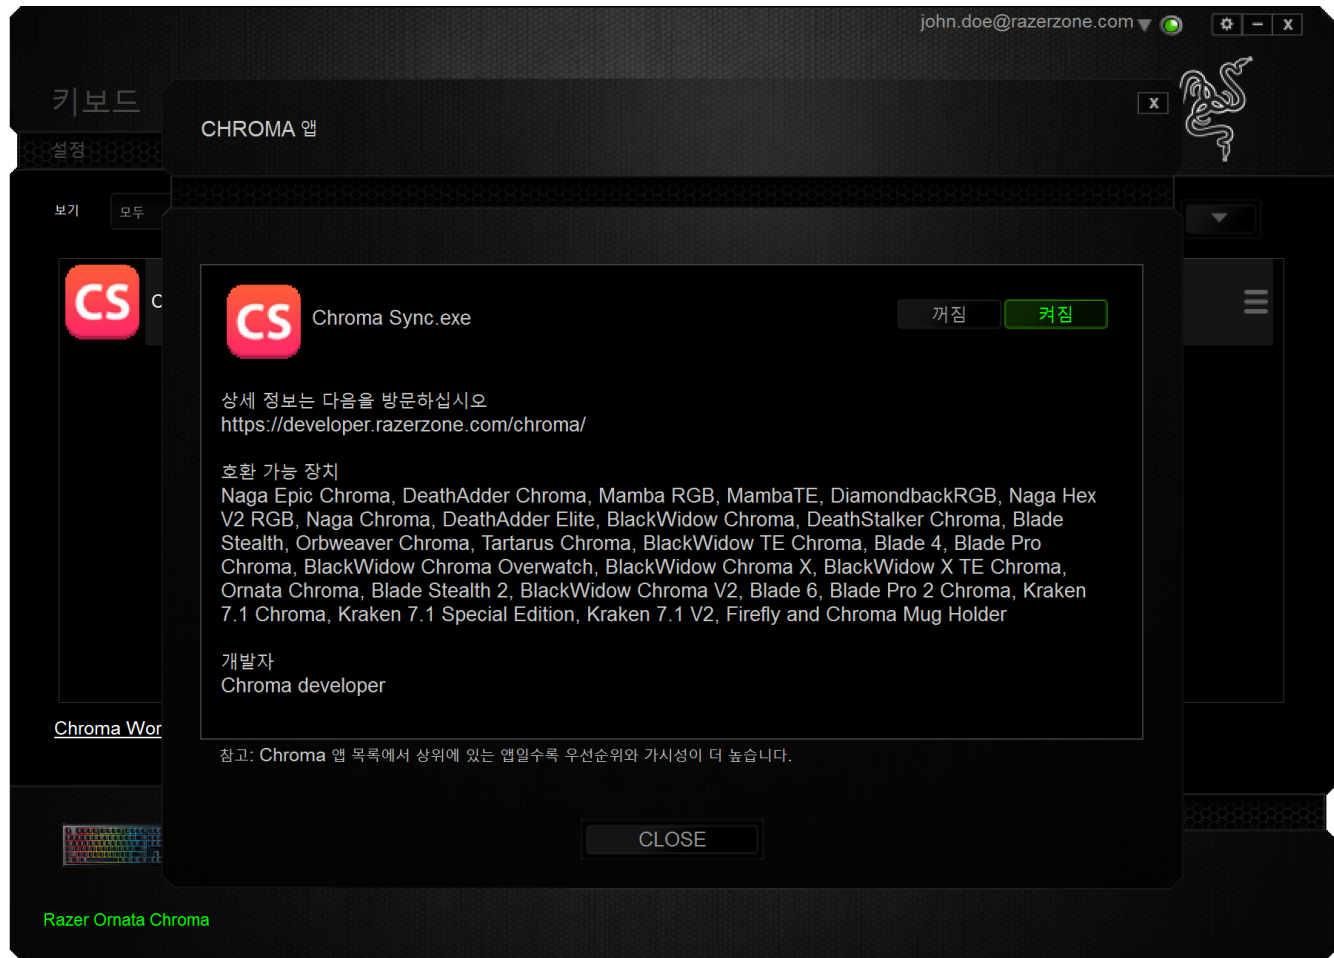 john.doe@razerzone.com
키보드
CHROMA 앱
x
설정
보기
모두
CS
C
CS
Chroma Sync.exe
꺼짐
켜짐
상세 정보는 다음을 방문하십시오
https://developer.razerzone.com/chroma/
호환 가능 장치
Naga Epic Chroma, DeathAdder Chroma, Mamba RGB, MambaTE, DiamondbackRGB, Naga Hex
V2 RGB, Naga Chroma, DeathAdder Elite, BlackWidow Chroma, DeathStalker Chroma, Blade
Stealth, Orbweaver Chroma, Tartarus Chroma, BlackWidow TE Chroma, Blade 4, Blade Pro
Chroma, BlackWidow Chroma Overwatch, BlackWidow Chroma X, BlackWidow X TE Chroma,
Ornata Chroma, Blade Stealth 2, BlackWidow Chroma V2, Blade 6, Blade Pro 2 Chroma, Kraken
7.1 Chroma, Kraken 7.1 Special Edition, Kraken 7.1 V2, Firefly and Chroma Mug Holder
개발자
Chroma developer
Chroma Wor
참고: Chroma 앱 목록에서 상위에 있는 앱일수록 우선순위와 가시성이 더 높습니다.
CLOSE
Razer Ornata Chroma